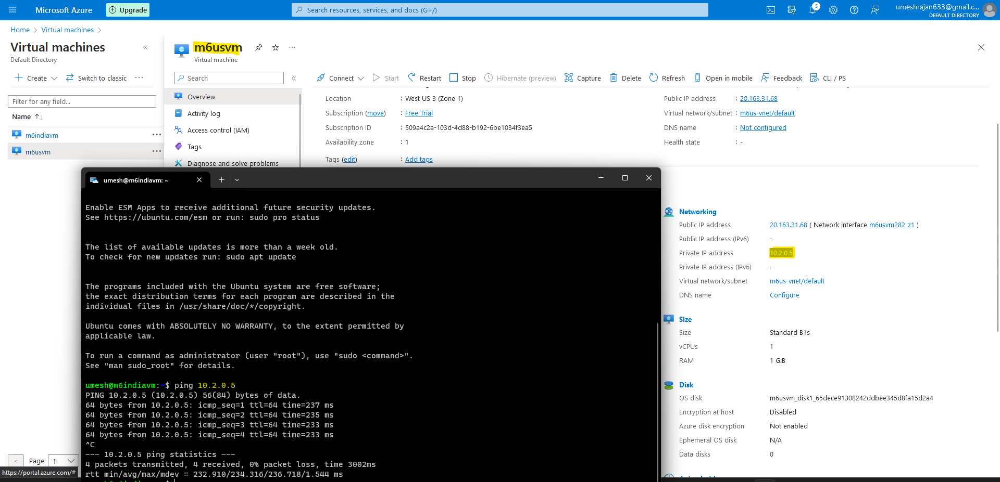 Microsoft Azure
Upgrade
Search resources, services, and docs (G+/)
5
umeshrajan633@gmail.c...
DEFAULT DIRECTORY
Home > Virtual machines >
Virtual machines
Default Directory
Create
Switch to classic
Filter for any field...
Name
m6indiavm
m6usvm
< Page 1
https://portal.azure.com/#
m6usvm
Virtual machine
Search
Overview
Activity log
Access control (IAM)
Tags
Diagnose and solve problems
Connect
Start
Restart
Stop
Hibernate (preview)
Capture
Delete
Refresh
Open in mobile
Feedback
CLI / PS
Location : West US 3 (Zone 1)
Subscription (move) : Free Trial
Subscription ID : 509a4c2a-103d-4d88-b192-6be1034f3ea5
Availability zone : 1
Tags (edit) : Add tags
Public IP address : 20.163.31.68
Virtual network/subnet : m6us-vnet/default
DNS name : Not configured
Health state : -
umesh@m6indiavm: ~
Enable ESM Apps to receive additional future security updates.
See https://ubuntu.com/esm or run: sudo pro status
The list of available updates is more than a week old.
To check for new updates run: sudo apt update
The programs included with the Ubuntu system are free software;
the exact distribution terms for each program are described in the
individual files in /usr/share/doc/*/copyright.
Ubuntu comes with ABSOLUTELY NO WARRANTY, to the extent permitted by
applicable law.
To run a command as administrator (user "root"), use "sudo <command>".
See "man sudo_root" for details.
umesh@m6indiavm:~$ ping 10.2.0.5
PING 10.2.0.5 (10.2.0.5) 56(84) bytes of data.
64 bytes from 10.2.0.5: icmp_seq=1 ttl=64 time=237 ms
64 bytes from 10.2.0.5: icmp_seq=2 ttl=64 time=235 ms
64 bytes from 10.2.0.5: icmp_seq=3 ttl=64 time=233 ms
64 bytes from 10.2.0.5: icmp_seq=4 ttl=64 time=233 ms
^C
--- 10.2.0.5 ping statistics ---
4 packets transmitted, 4 received, 0% packet loss, time 3002ms
rtt min/avg/max/mdev = 232.910/234.316/236.718/1.544 ms
Networking
Public IP address 20.163.31.68 ( Network interface m6usvm282_z1 )
Public IP address (IPv6) -
Private IP address 10.2.0.5
Private IP address (IPv6) -
Virtual network/subnet m6us-vnet/default
DNS name Configure
Size
Size Standard B1s
vCPUs 1
RAM 1 GiB
Disk
OS disk m6usvm_disk1_65dece91308242ddbee345d8fa15d2a4
Encryption at host Disabled
Azure disk encryption Not enabled
Ephemeral OS disk N/A
Data disks 0